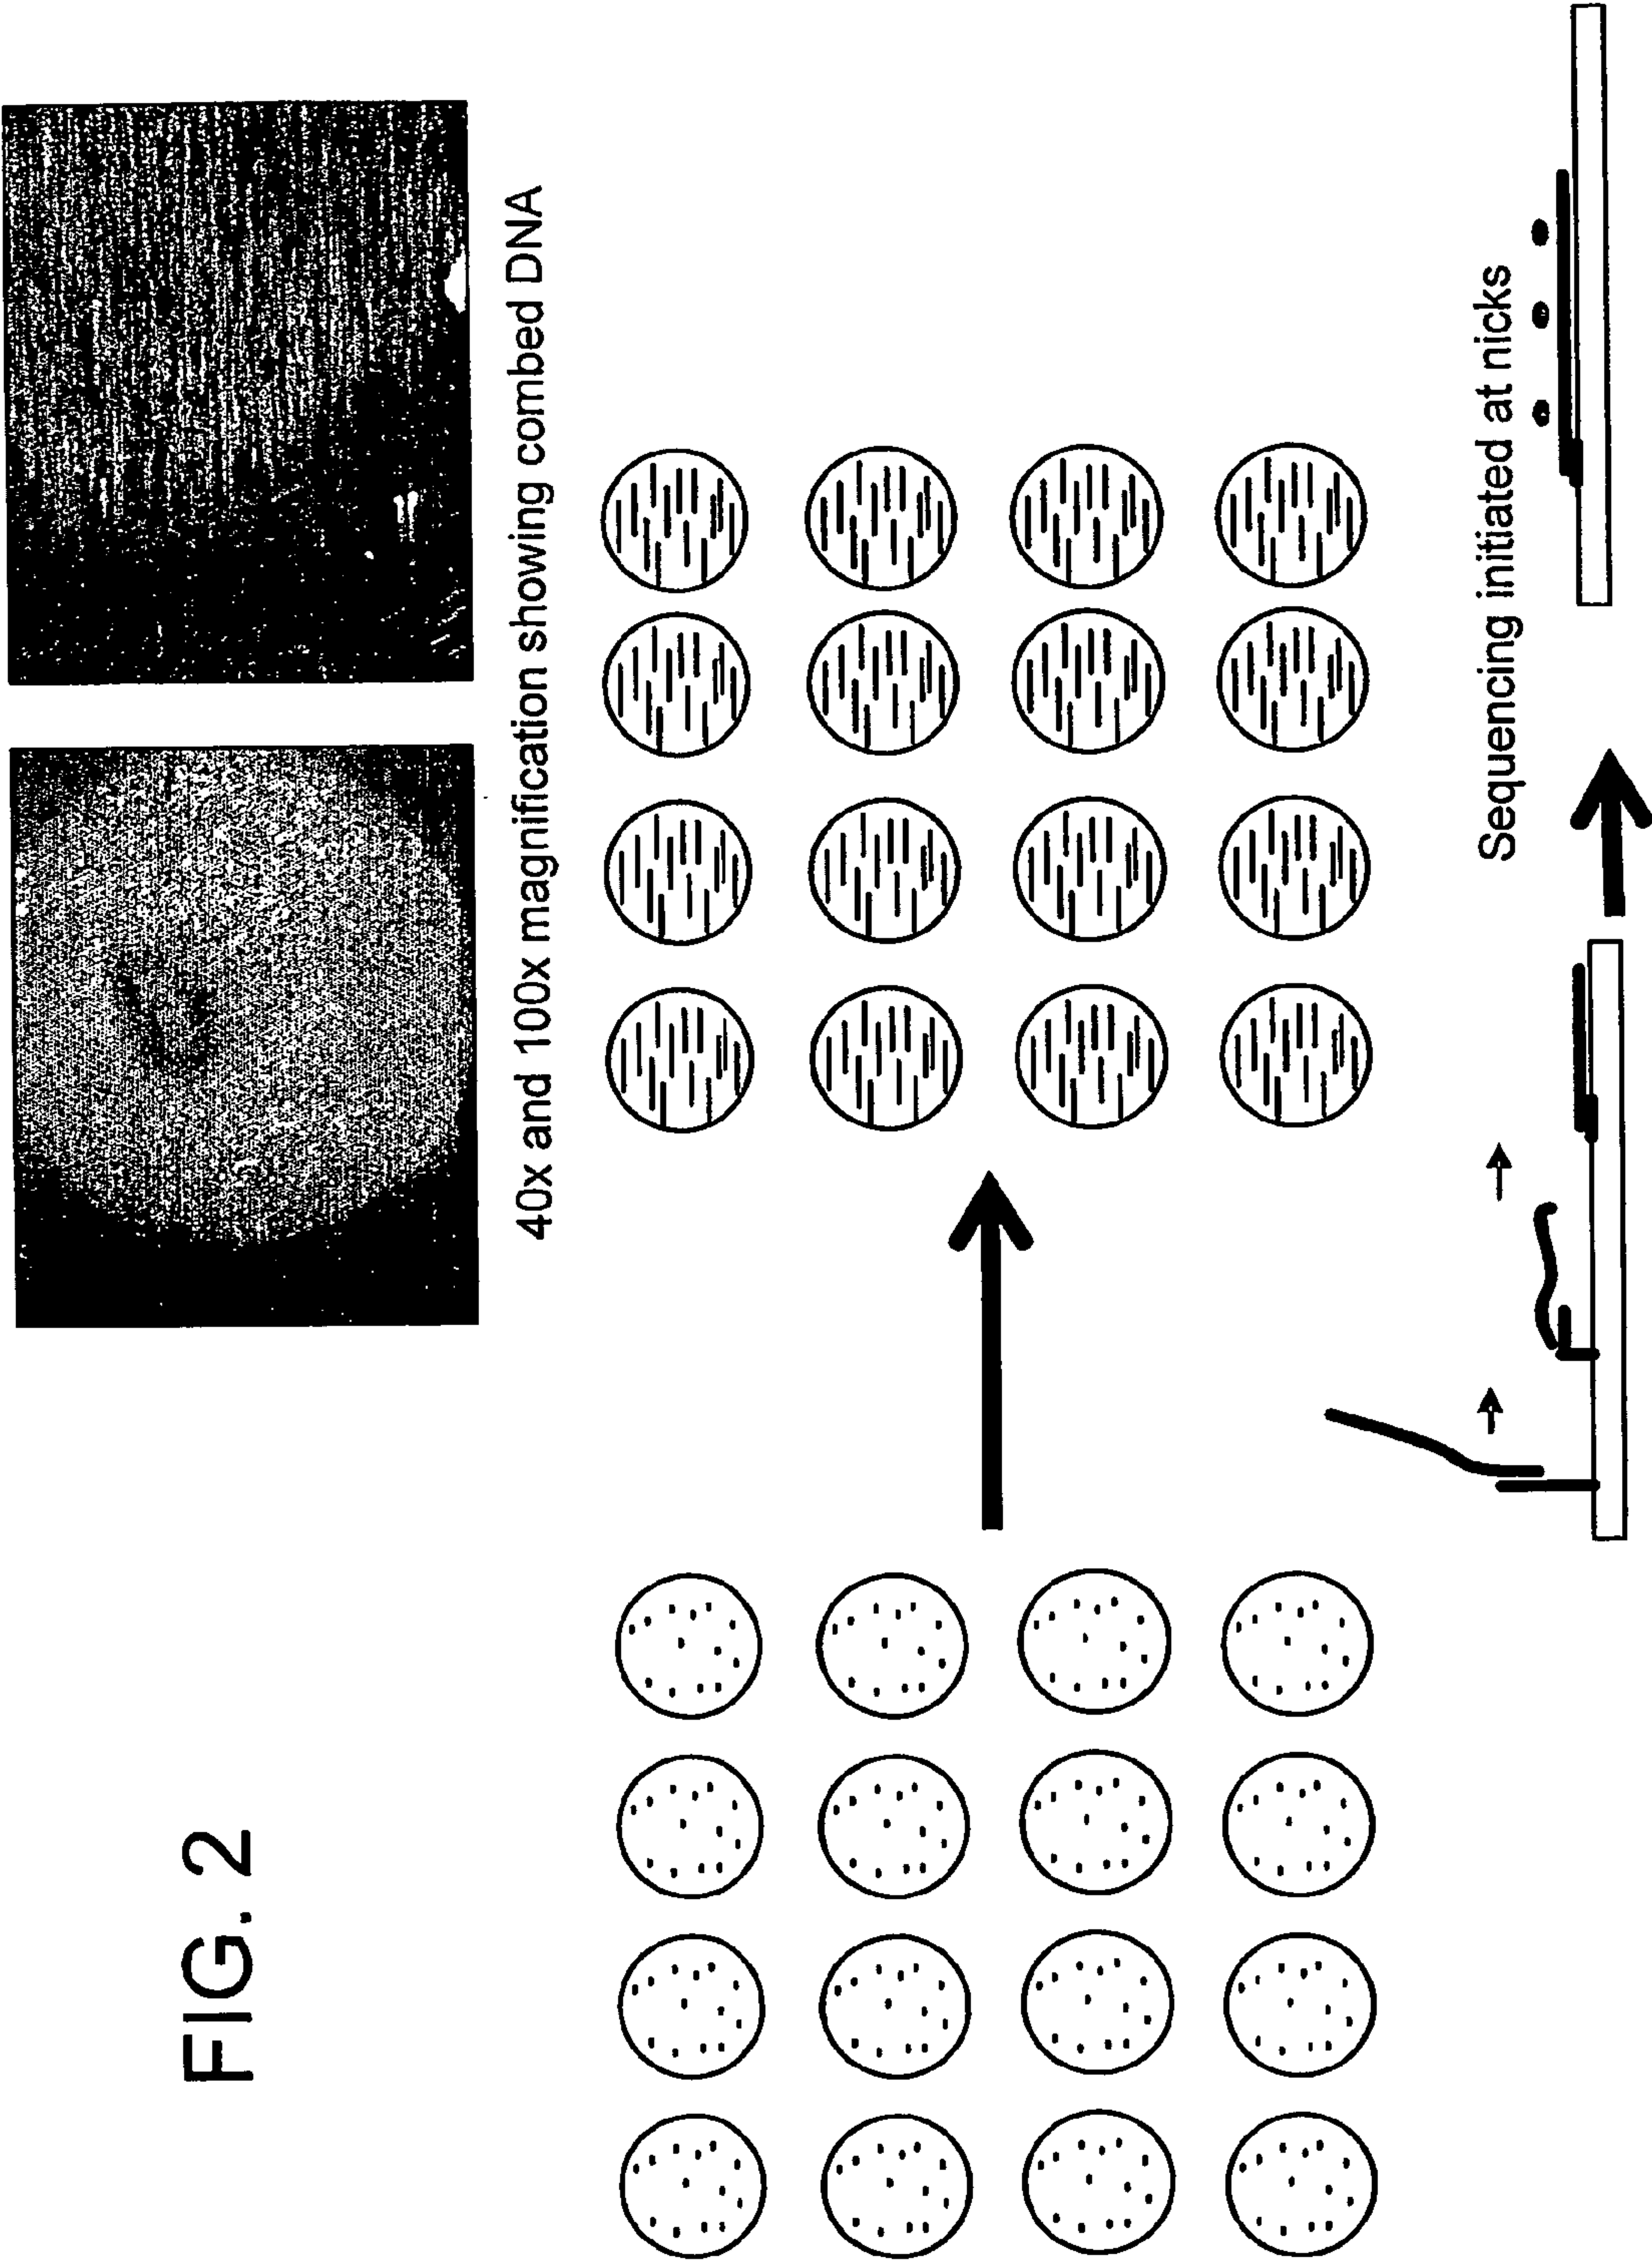 FIG. 2
40x and 100x magnification showing combed DNA
Sequencing initiated at nicks